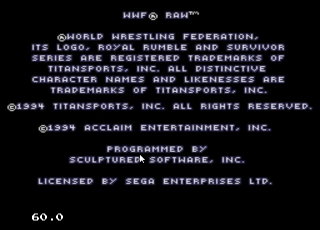 WWF® RAW™
®WORLD WRESTLING FEDERATION,
ITS LOGO, ROYAL RUMBLE AND SURVIVOR
SERIES ARE REGISTERED TRADEMARKS OF
TITANSPORTS, INC. ALL DISTINCTIVE
CHARACTER NAMES AND LIKENESSES ARE
TRADEMARKS OF TITANSPORTS, INC.
©1994 TITANSPORTS, INC. ALL RIGHTS RESERVED.
©1994 ACCLAIM ENTERTAINMENT, INC.
PROGRAMMED BY
SCULPTURED SOFTWARE, INC.
LICENSED BY SEGA ENTERPRISES LTD.
60.0